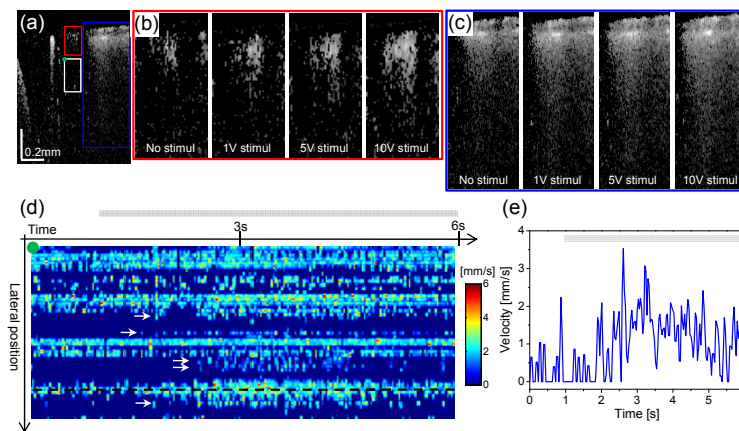 (a)
0.2mm
(b)
No stimul
1V stimul
5V stimul
10V stimul
(c)
No stimul
1V stimul
5V stimul
10V stimul
(d)
Time
3s
6s
Lateral position
[mm/s]
6
4
2
0
(e)
Velocity [mm/s]
4
3
2
1
0
0
1
2
3
4
5
Time [s]